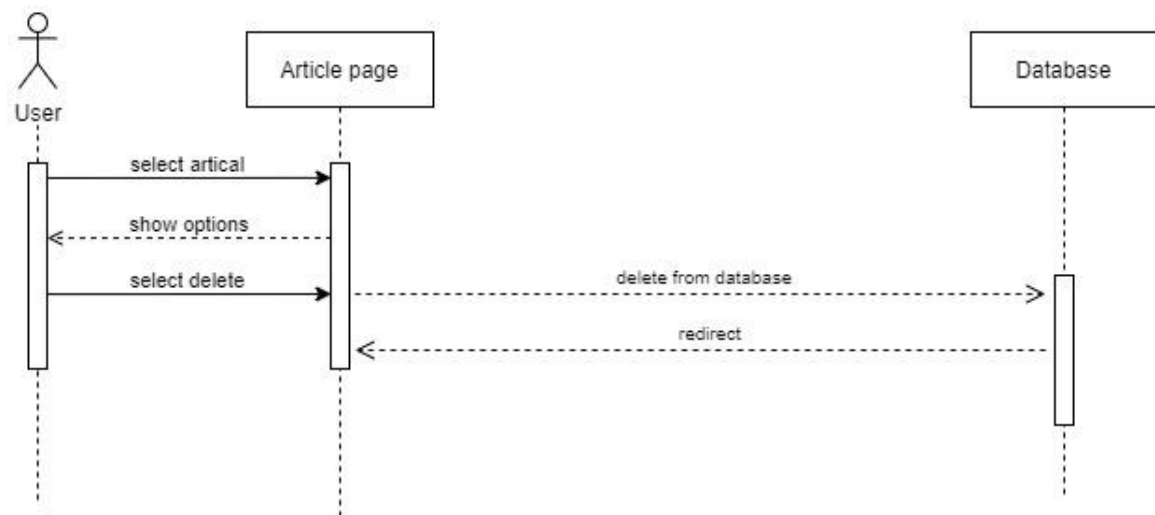 User
Article page
Database
select artical
show options
select delete
delete from database
redirect